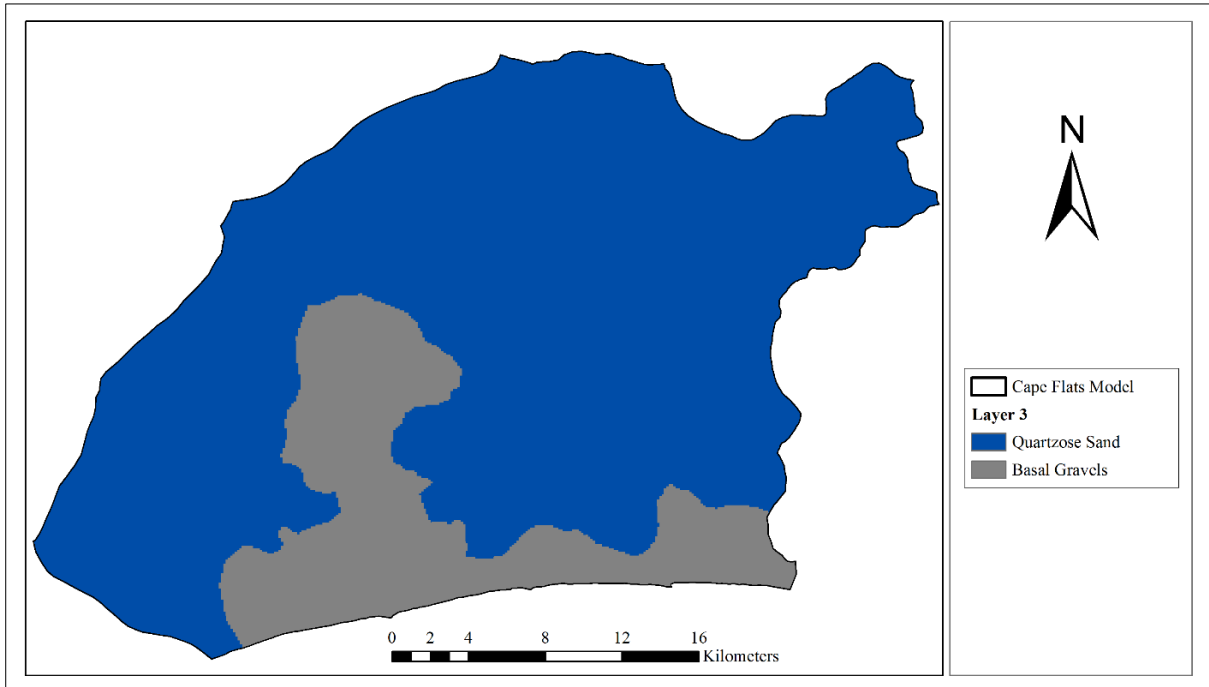 N
Cape Flats Model
Layer 3
Quartzose Sand
Basal Gravels
0 2 4 8 12 16
Kilometers